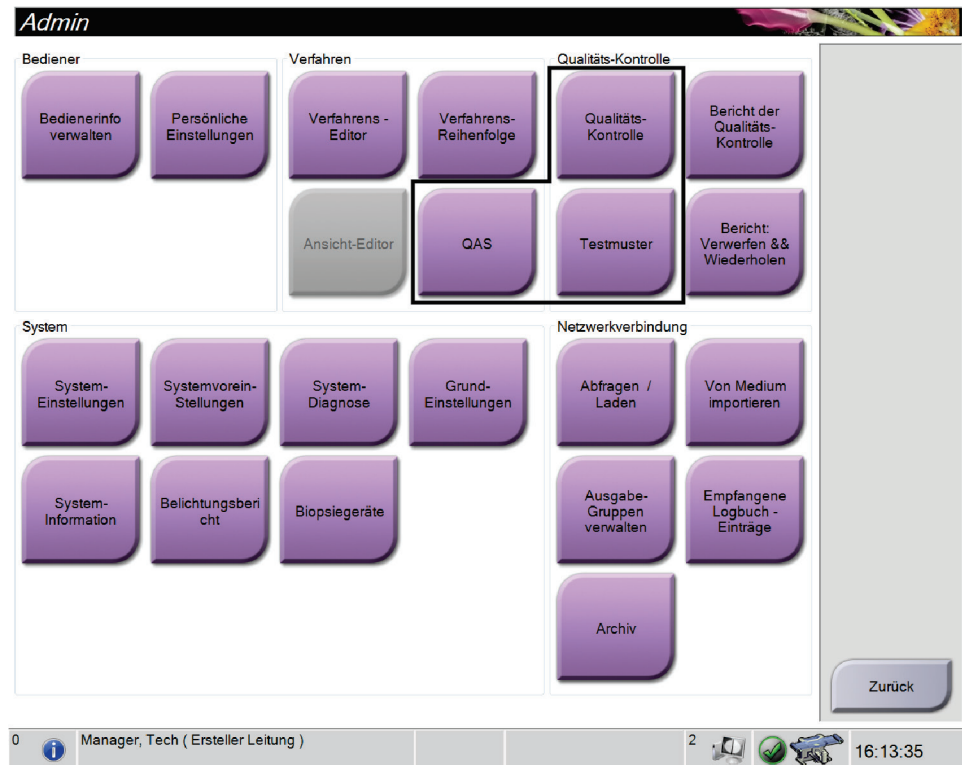 Admin
Bediener
Bedienerinfo
verwalten
Persönliche
Einstellungen
Verfahren
Verfahrens -
Editor
Verfahrens-
Reihenfolge
Ansicht-Editor
QAS
Qualitäts-Kontrolle
Qualitäts-
Kontrolle
Bericht der
Qualitäts-
Kontrolle
Testmuster
Bericht:
Verwerfen &&
Wiederholen
System
System-
Einstellungen
Systemvorein-
Stellungen
System-
Diagnose
Grund-
Einstellungen
System-
Information
Belichtungsberi
cht
Biopsiegeräte
Netzwerkverbindung
Abfragen /
Laden
Von Medium
importieren
Ausgabe-
Gruppen
verwalten
Empfangene
Logbuch -
Einträge
Archiv
Zurück
0
Manager, Tech ( Ersteller Leitung )
2
16:13:35